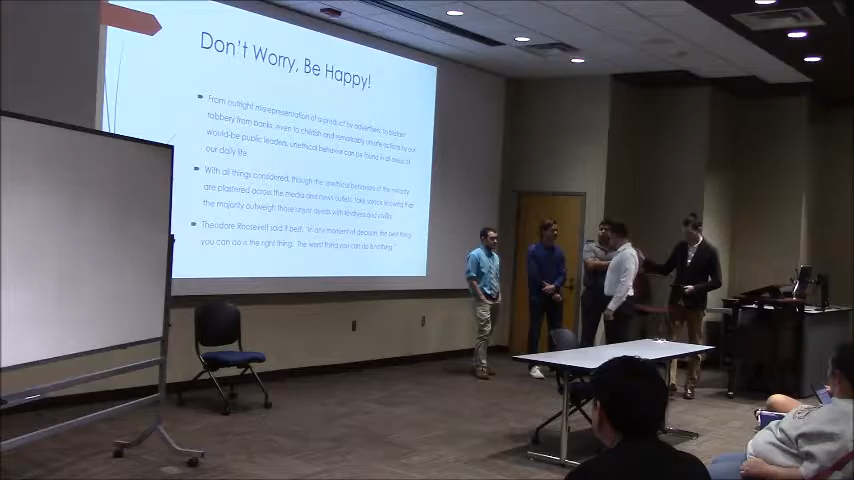 Don't Worry, Be Happy!
From outright misrepresentation of a product by advertisers, to blatant
robbery from banks, even to childish and remarkably unsafe actions by our
would-be public leaders, unethical behavior can be found in all areas of
our daily life.
With all things considered, though the unethical behaviors of the minority
are plastered across the media and news outlets, take solace knowing that
the majority outweigh those unjust deeds with kindness and civility.
Theodore Roosevelt said it best, "In any moment of decision, the best thing
you can do is the right thing. The worst thing you can do is nothing."